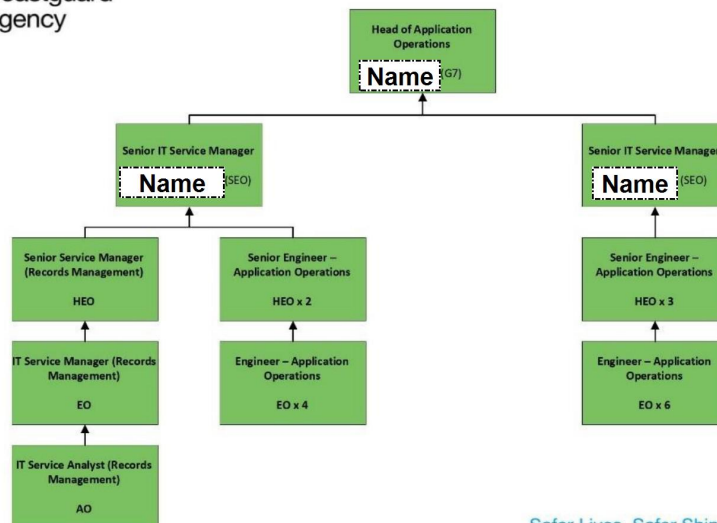 gency
Head of Application
Operations
Name (G7)
Senior IT Service Manager
Name (SEO)
Senior IT Service Manager
Name (SEO)
Senior Service Manager
(Records Management)
HEO
Senior Engineer –
Application Operations
HEO x 2
Senior Engineer –
Application Operations
HEO x 3
IT Service Manager (Records
Management)
EO
Engineer – Application
Operations
EO x 4
Engineer – Application
Operations
EO x 6
IT Service Analyst (Records
Management)
AO